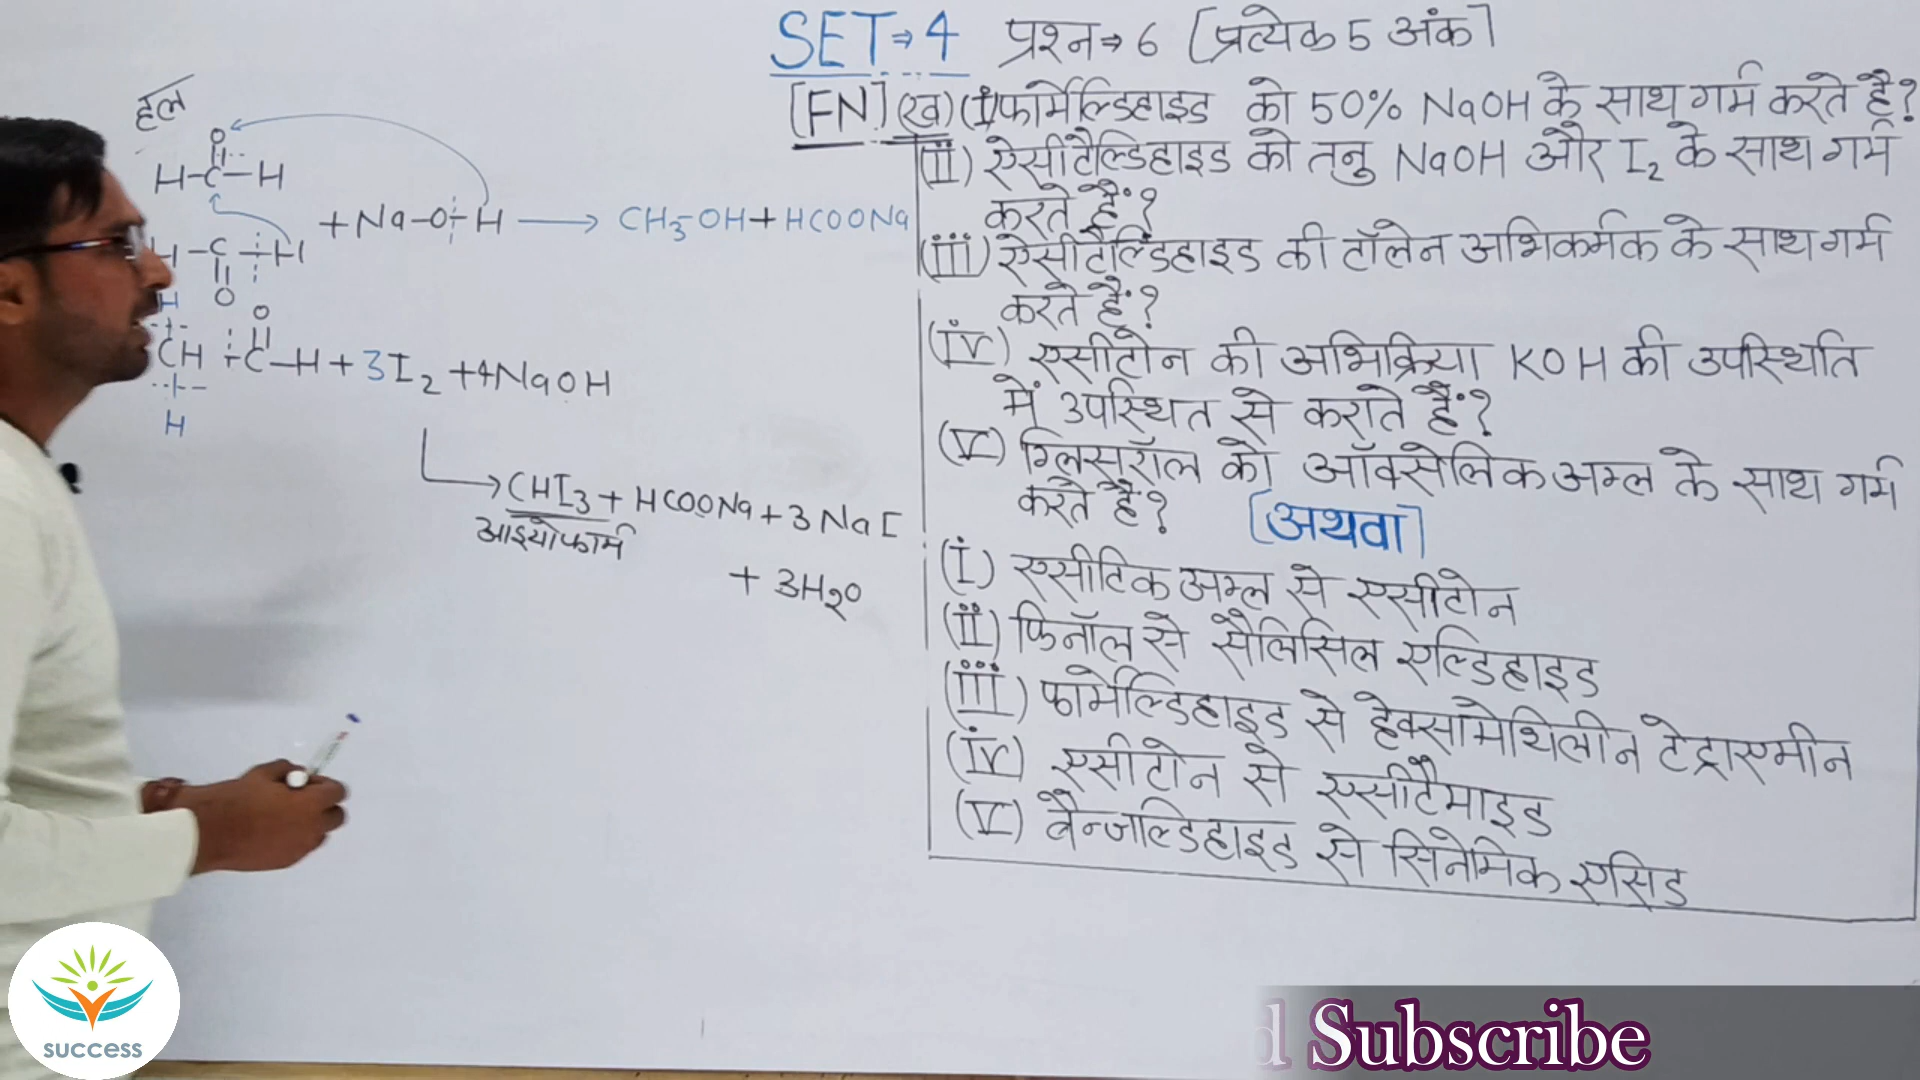 SET⇒4 प्रश्न⇒6 [प्रत्येक 5 अंक]
[FN] (ख) (i) फार्मेल्डिहाइड को 50% NaOH के साथ गर्म करते है?
(ii) ऐसीटैल्डिहाइड को तनु NaOH और I2 के साथ गर्म
करते हैं?
(iii) ऐसीटैल्डिहाइड की टॉलेन अभिकर्मक के साथ गर्म
करते हैं?
(iv) एसीटोन की अभिक्रिया KOH की उपस्थिति
में उपस्थित से कराते हैं?
(v) ग्लिसरॉल को ऑक्सेलिक अम्ल के साथ गर्म
करते है?
[अथवा]
(i) एसीटिक अम्ल से एसीटोन
(ii) फिनॉल से सैलिसिल एल्डिहाइड
(iii) फार्मेल्डिहाइड से हेक्सामेथिलीन टेट्राएमीन
(iv) एसीटोन से एसीटैमाइड
(v) बैन्जल्डिहाइड से सिनेमिक एसिड
हल
O
H-C-H
+Na-O-H → CH3-OH+HCOONa
H-C-H
O
H O
CH-C-H+3I2+4NaOH
H
→CHI3+HCOONa+3NaI
आइयोफार्म
+3H2O
success
d Subscribe